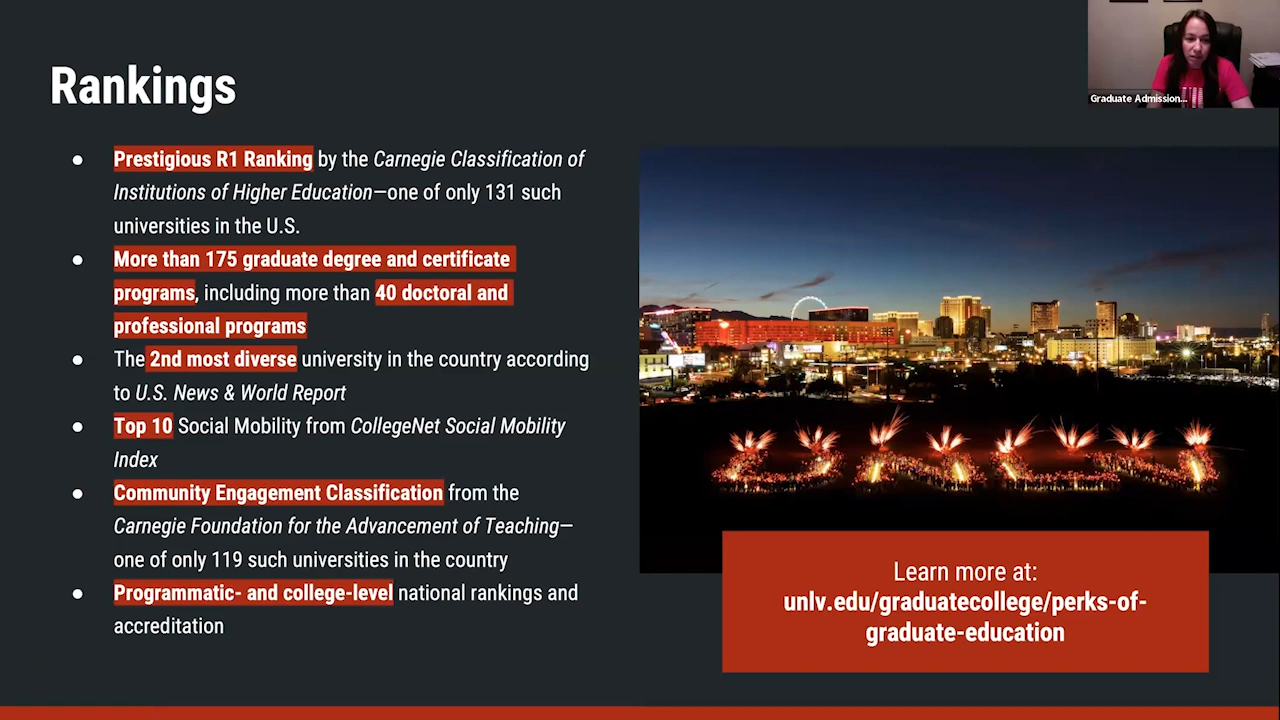 Graduate Admission...
Rankings
● Prestigious R1 Ranking by the Carnegie Classification of
Institutions of Higher Education—one of only 131 such
universities in the U.S.
● More than 175 graduate degree and certificate
programs, including more than 40 doctoral and
professional programs
● The 2nd most diverse university in the country according
to U.S. News & World Report
● Top 10 Social Mobility from CollegeNet Social Mobility
Index
● Community Engagement Classification from the
Carnegie Foundation for the Advancement of Teaching—
one of only 119 such universities in the country
● Programmatic- and college-level national rankings and
accreditation
UNLV
Learn more at:
unlv.edu/graduatecollege/perks-of-
graduate-education